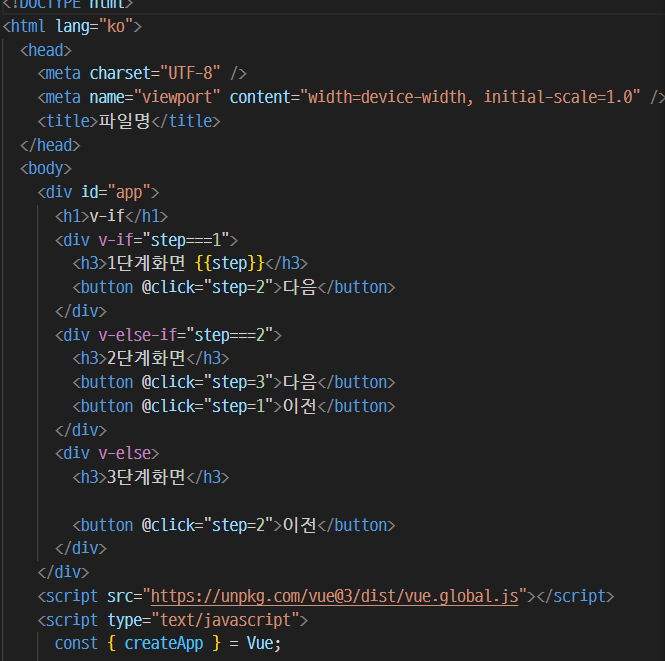 <!DOCTYPE html>
<html lang="ko">
<head>
<meta charset="UTF-8" />
<meta name="viewport" content="width=device-width, initial-scale=1.0" />
<title>파일명</title>
</head>
<body>
<div id="app">
<h1>v-if</h1>
<div v-if="step===1">
<h3>1단계화면 {{step}}</h3>
<button @click="step=2">다음</button>
</div>
<div v-else-if="step===2">
<h3>2단계화면</h3>
<button @click="step=3">다음</button>
<button @click="step=1">이전</button>
</div>
<div v-else>
<h3>3단계화면</h3>
<button @click="step=2">이전</button>
</div>
</div>
<script src="https://unpkg.com/vue@3/dist/vue.global.js"></script>
<script type="text/javascript">
const { createApp } = Vue;